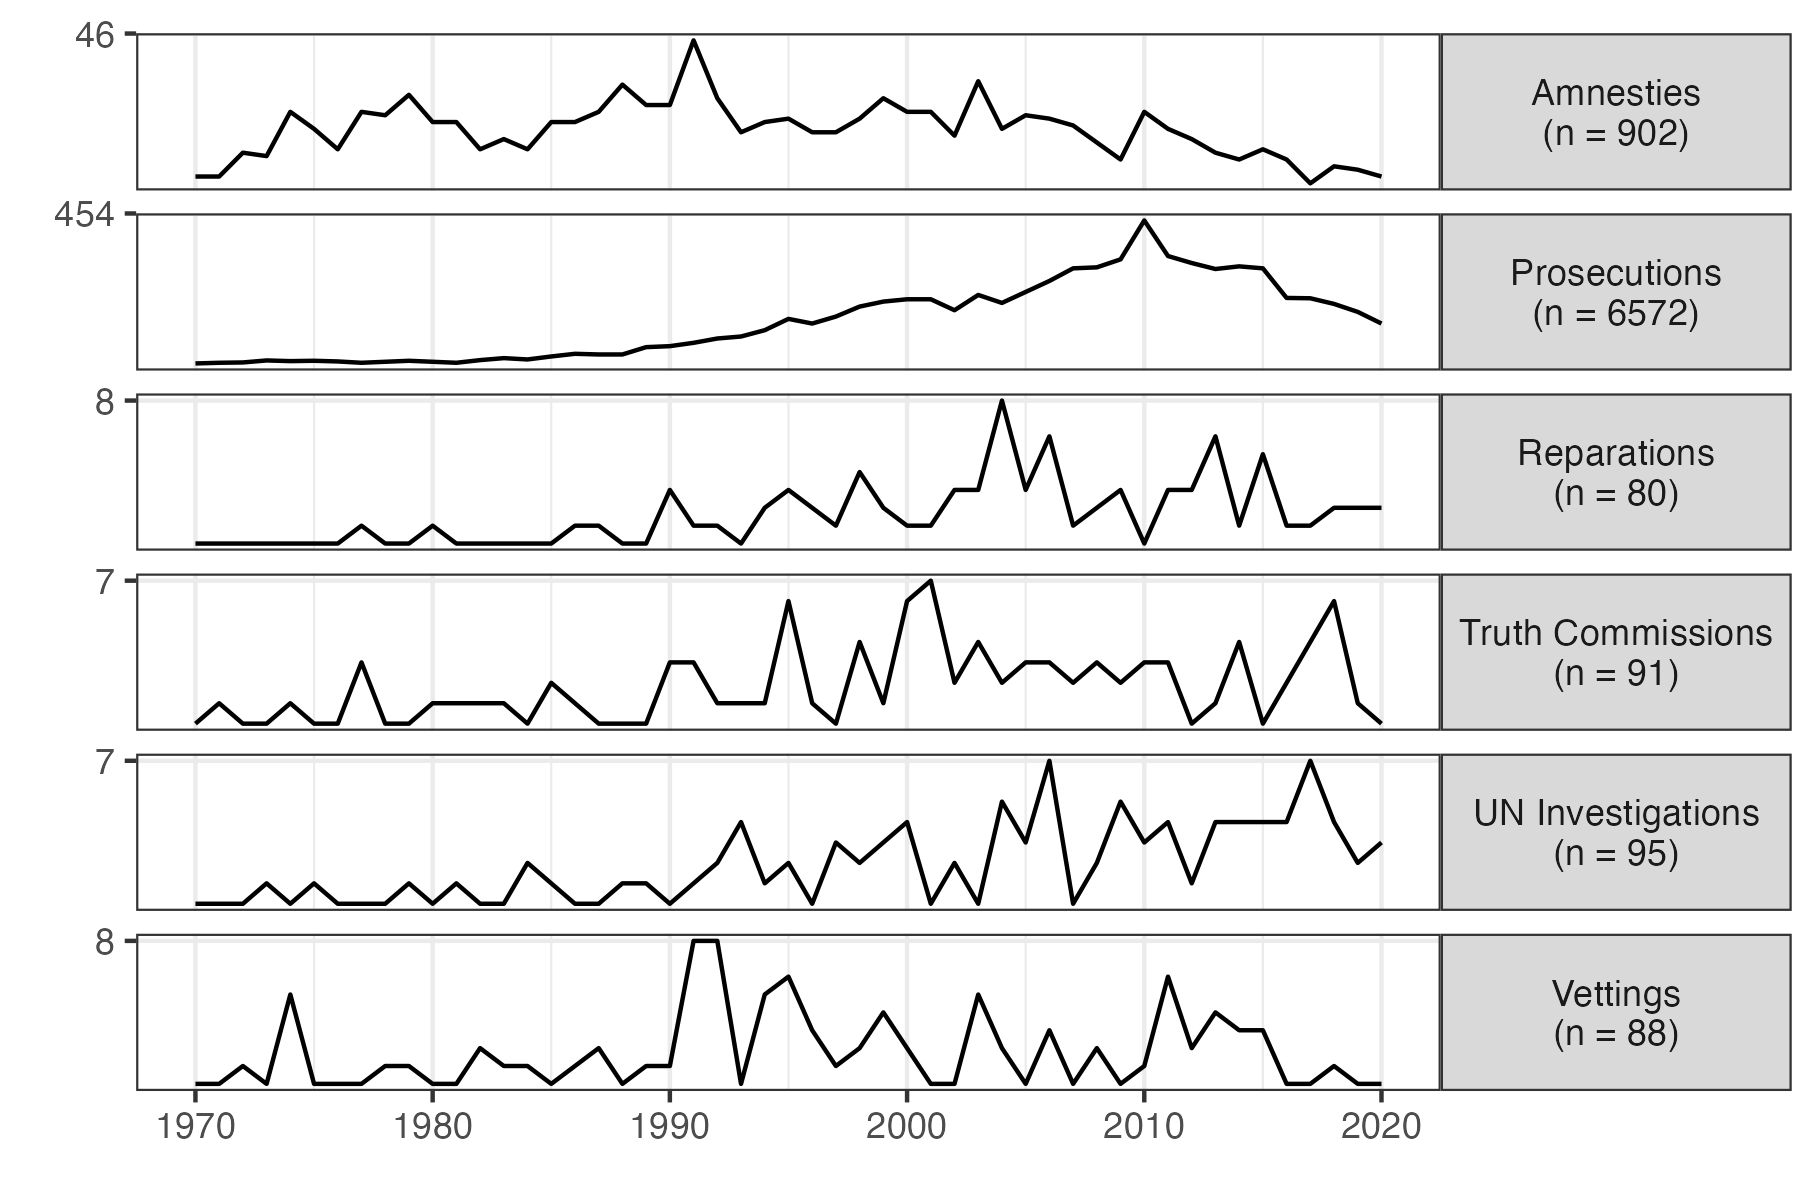 46
Amnesties
(n = 902)
454
Prosecutions
(n = 6572)
8
Reparations
(n = 80)
7
Truth Commissions
(n = 91)
7
UN Investigations
(n = 95)
8
Vettings
(n = 88)
1970 1980 1990 2000 2010 2020